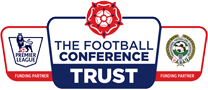 PREMIER
LEAGUE
FUNDING PARTNER
THE FOOTBALL
CONFERENCE
TRUST
FUNDING PARTNER